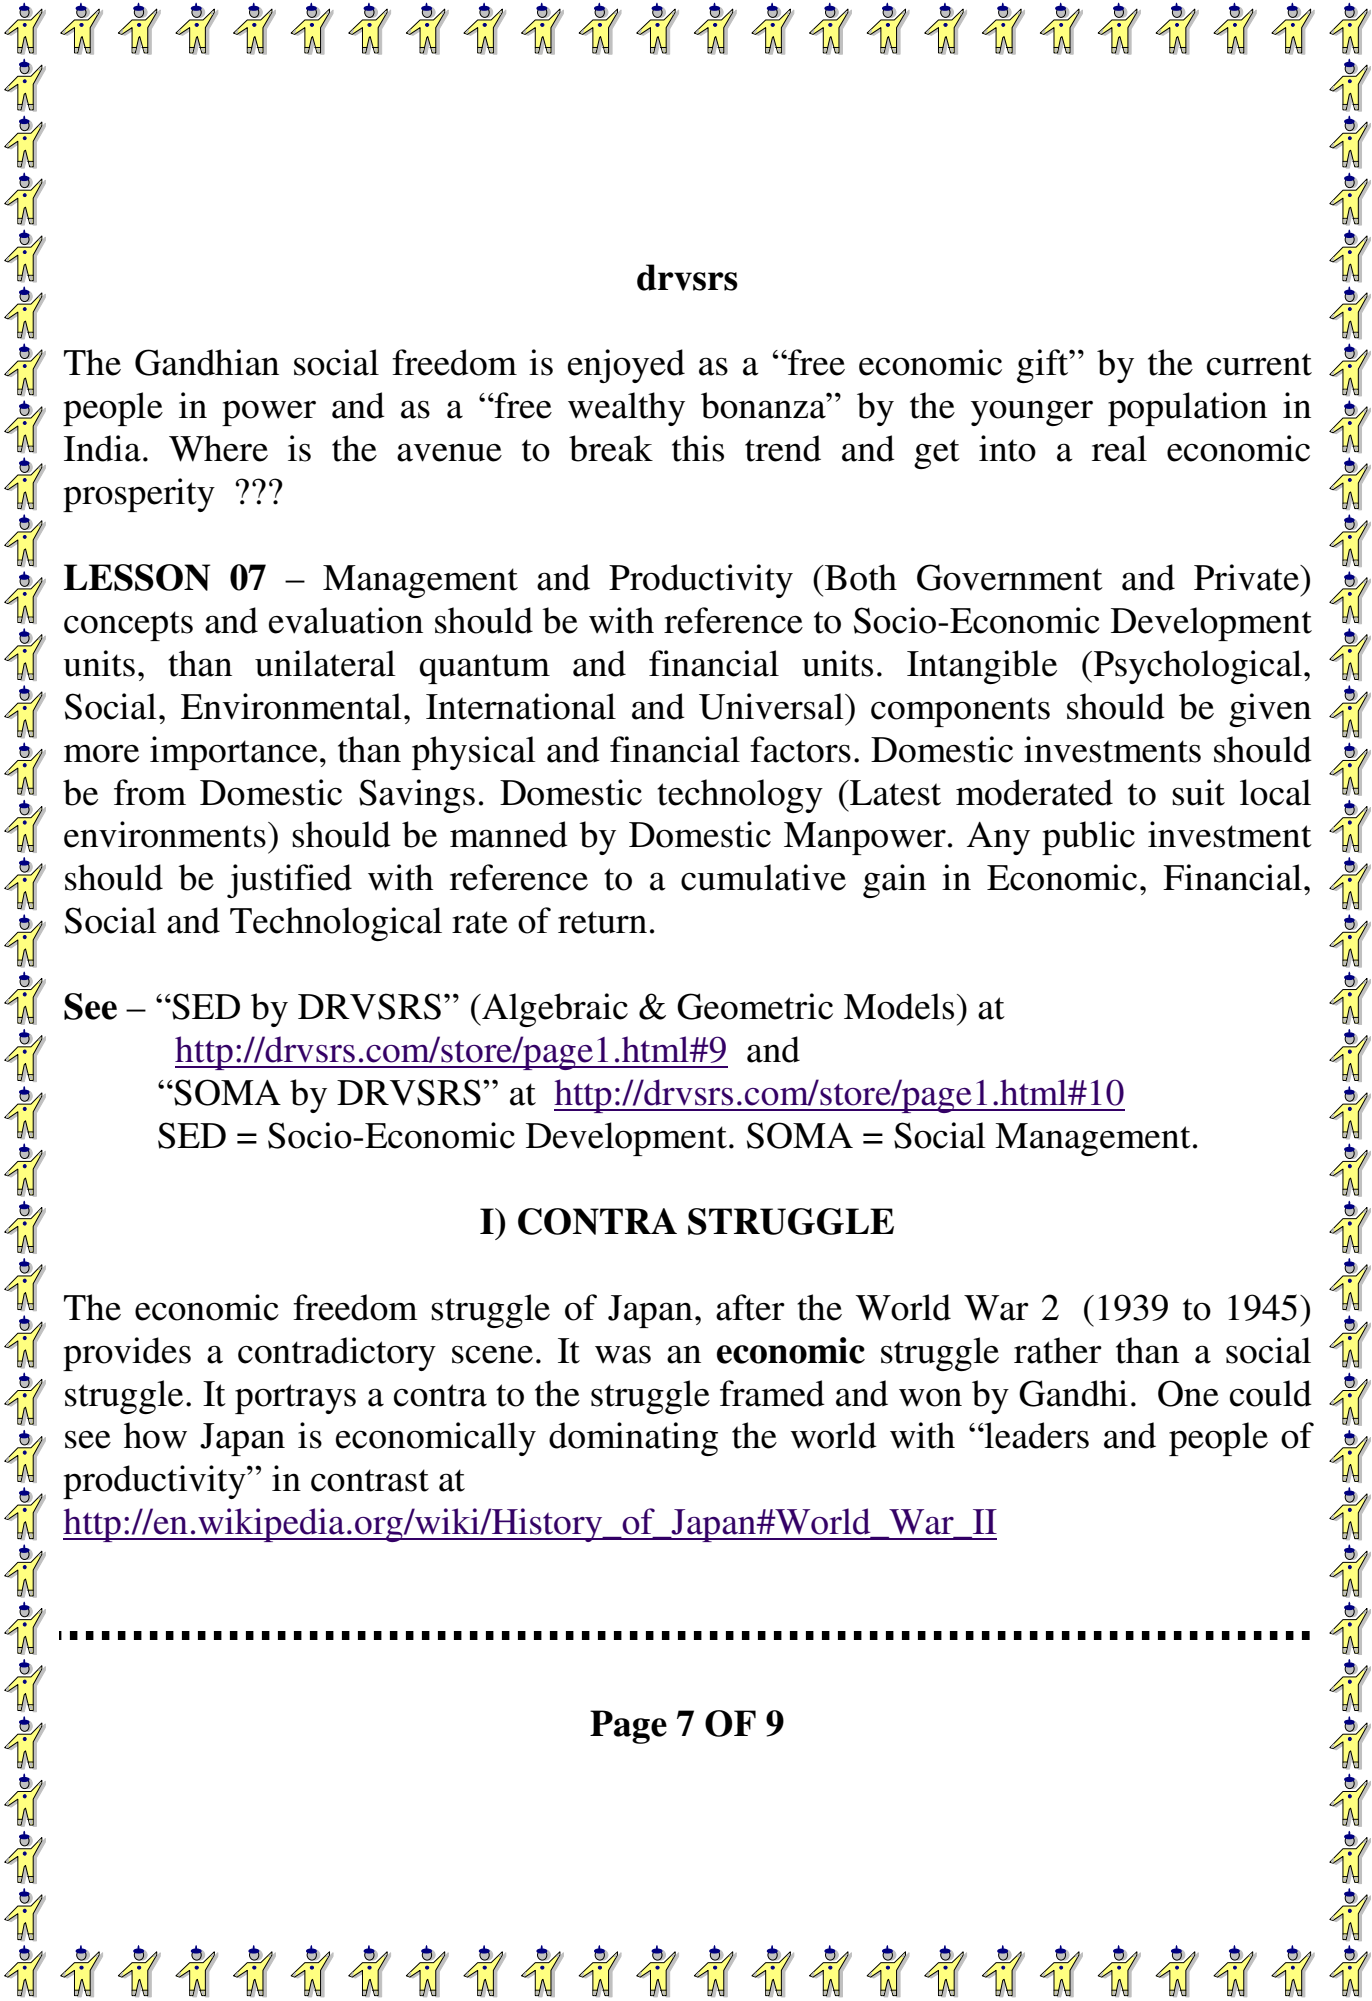 drvsrs
The Gandhian social freedom is enjoyed as a “free economic gift” by the current
people in power and as a “free wealthy bonanza” by the younger population in
India. Where is the avenue to break this trend and get into a real economic
prosperity ???
LESSON 07 – Management and Productivity (Both Government and Private)
concepts and evaluation should be with reference to Socio-Economic Development
units, than unilateral quantum and financial units. Intangible (Psychological,
Social, Environmental, International and Universal) components should be given
more importance, than physical and financial factors. Domestic investments should
be from Domestic Savings. Domestic technology (Latest moderated to suit local
environments) should be manned by Domestic Manpower. Any public investment
should be justified with reference to a cumulative gain in Economic, Financial,
Social and Technological rate of return.
See – “SED by DRVSRS” (Algebraic & Geometric Models) at
http://drvsrs.com/store/page1.html#9 and
“SOMA by DRVSRS” at http://drvsrs.com/store/page1.html#10
SED = Socio-Economic Development. SOMA = Social Management.
I) CONTRA STRUGGLE
The economic freedom struggle of Japan, after the World War 2 (1939 to 1945)
provides a contradictory scene. It was an economic struggle rather than a social
struggle. It portrays a contra to the struggle framed and won by Gandhi. One could
see how Japan is economically dominating the world with “leaders and people of
productivity” in contrast at
http://en.wikipedia.org/wiki/History_of_Japan#World_War_II
Page 7 OF 9